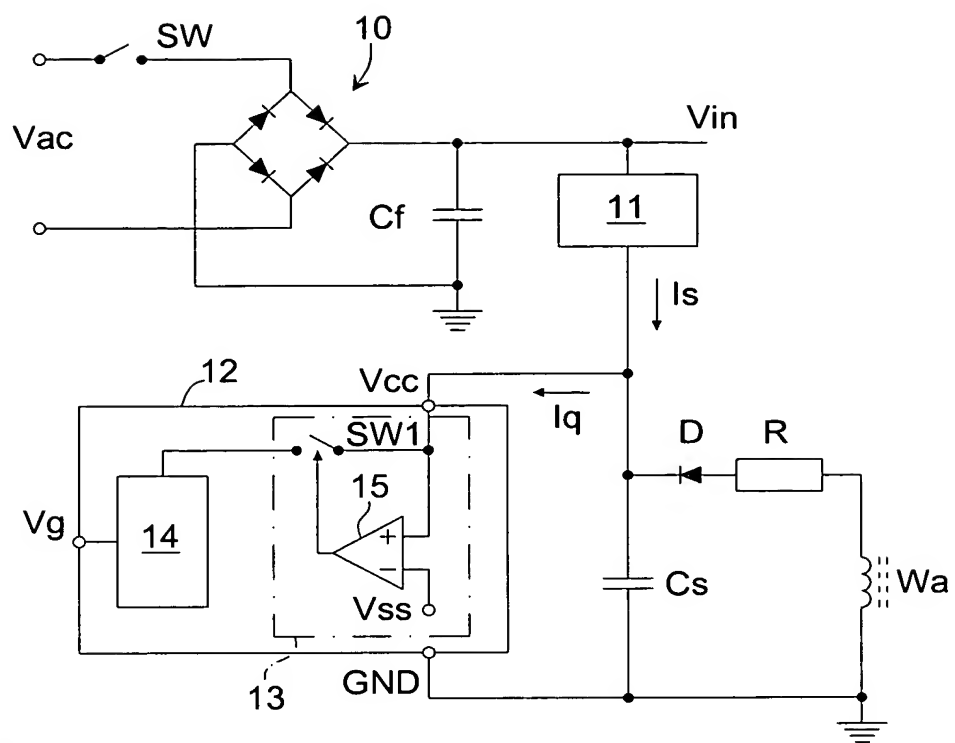 SW
10
Vac
Vin
Cf
11
Is
12
Vcc
Iq
SW1
D
R
15
Vg
14
+
−
Vss
Cs
Wa
13
GND